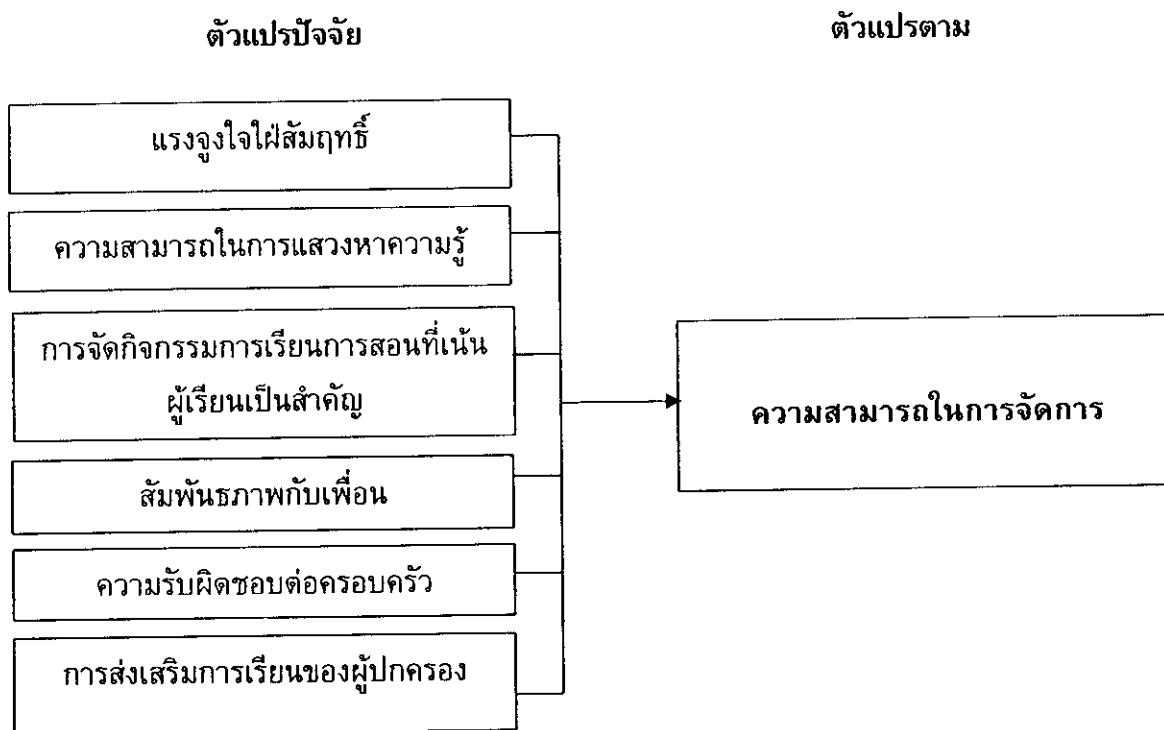 ตัวแปรปัจจัย
ตัวแปรตาม
แรงจูงใจใฝ่สัมฤทธิ์
ความสามารถในการแสวงหาความรู้
การจัดกิจกรรมการเรียนการสอนที่เน้น
ผู้เรียนเป็นสำคัญ
สัมพันธภาพกับเพื่อน
ความรับผิดชอบต่อครอบครัว
การส่งเสริมการเรียนของผู้ปกครอง
ความสามารถในการจัดการ